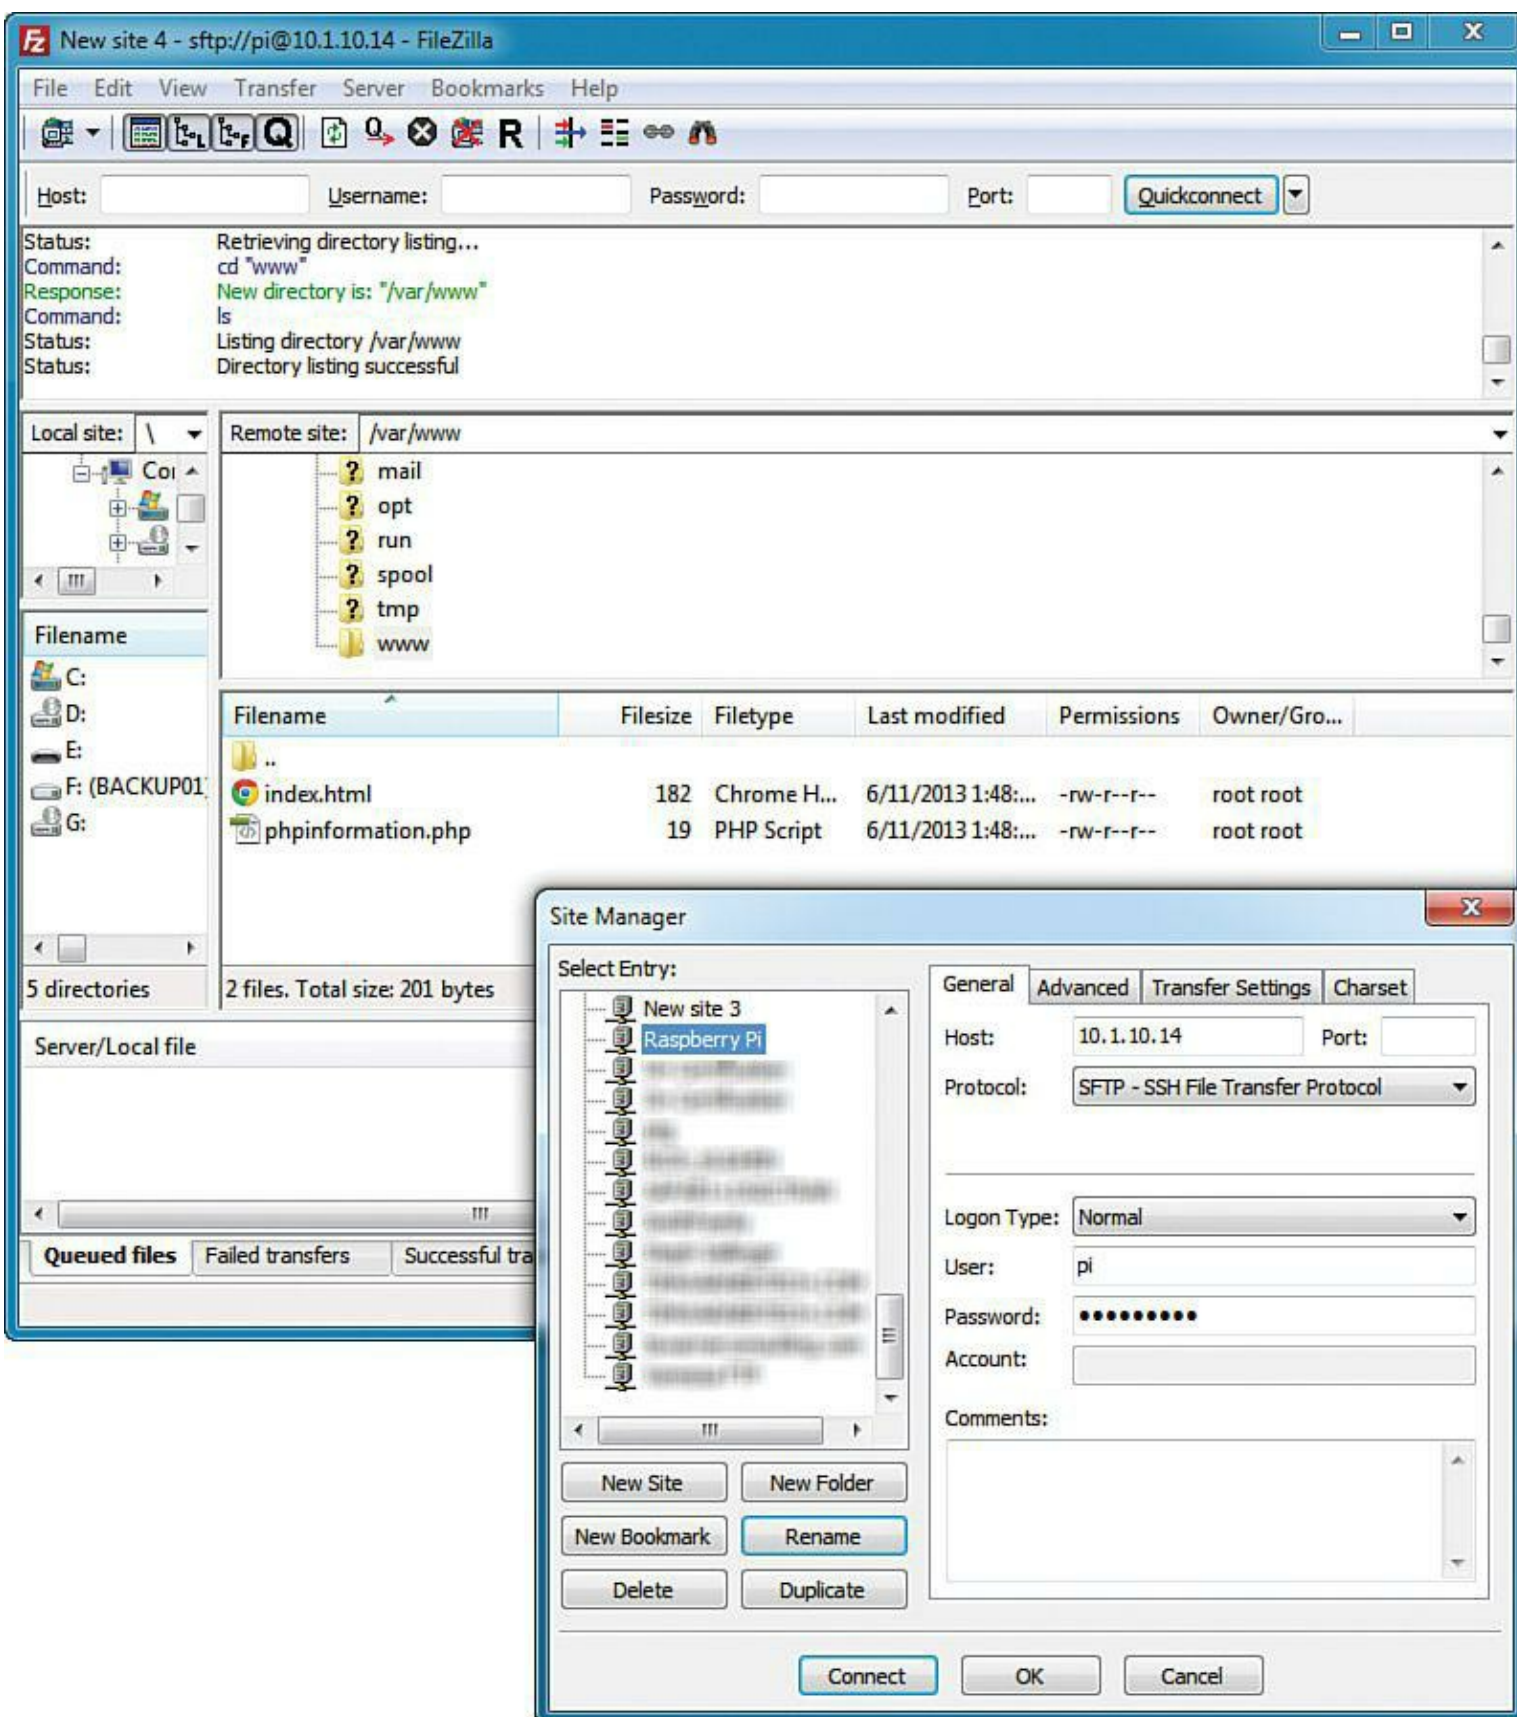 New site 4 - sftp://pi@10.1.10.14 - FileZilla
File Edit View Transfer Server Bookmarks Help
Host: Username: Password: Port: Quickconnect
Status: Retrieving directory listing...
Command: cd "www"
Response: New directory is: "/var/www"
Command: ls
Status: Listing directory /var/www
Status: Directory listing successful
Local site: \
Remote site: /var/www
Coi
mail
opt
run
spool
tmp
www
Filename
C:
D:
E:
F: (BACKUP01
G:
5 directories
Filename Filesize Filetype Last modified Permissions Owner/Gro...
..
index.html 182 Chrome H... 6/11/2013 1:48:... -rw-r--r-- root root
phpinformation.php 19 PHP Script 6/11/2013 1:48:... -rw-r--r-- root root
2 files. Total size: 201 bytes
Server/Local file
Queued files Failed transfers Successful tra
Site Manager
Select Entry:
New site 3
Raspberry Pi
New Site New Folder
New Bookmark Rename
Delete Duplicate
General Advanced Transfer Settings Charset
Host: 10.1.10.14 Port:
Protocol: SFTP - SSH File Transfer Protocol
Logon Type: Normal
User: pi
Password: •••••••••
Account:
Comments:
Connect OK Cancel